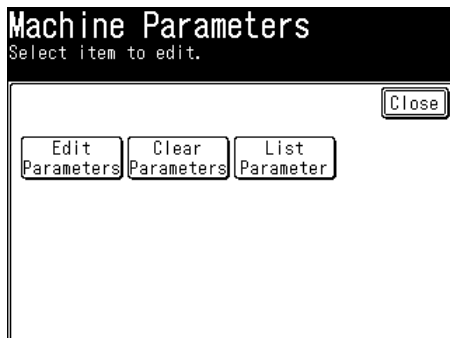 Machine Parameters
Select item to edit.
Close
Edit Clear List
Parameters Parameters Parameter